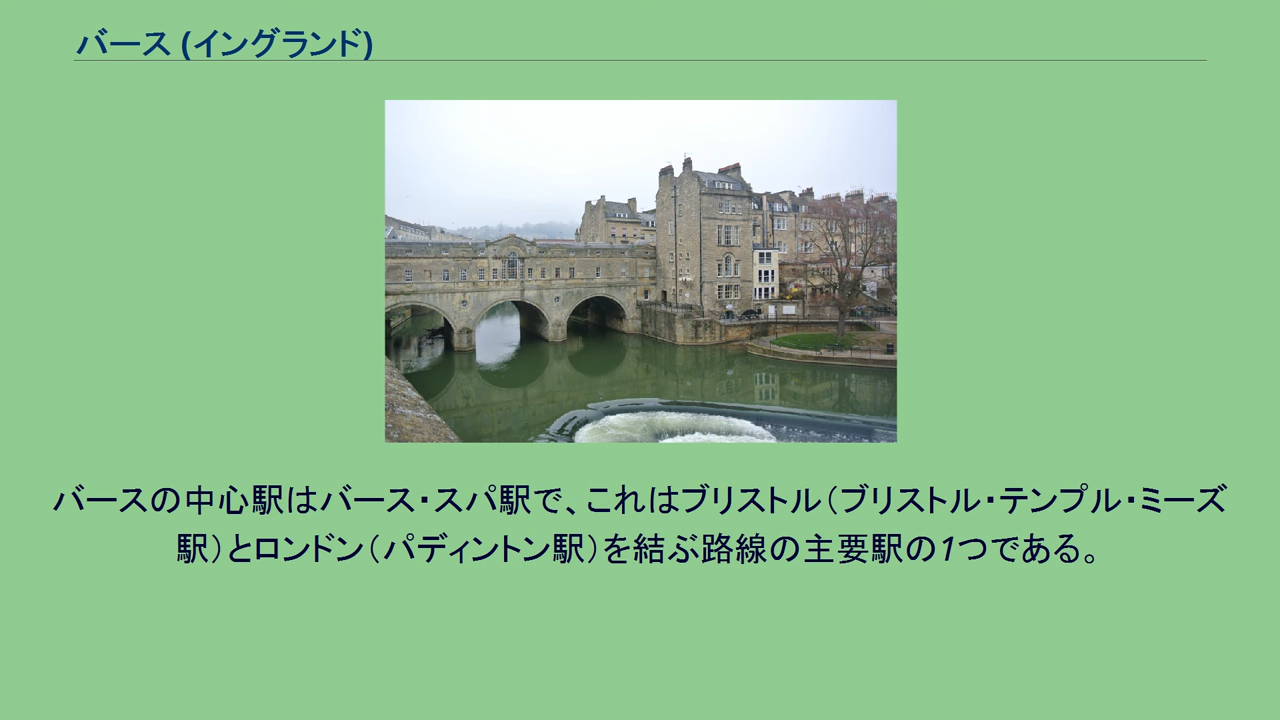 バース (イングランド)
バースの中心駅はバース・スパ駅で、これはブリストル（ブリストル・テンプル・ミーズ
駅）とロンドン（パディントン駅）を結ぶ路線の主要駅の1つである。